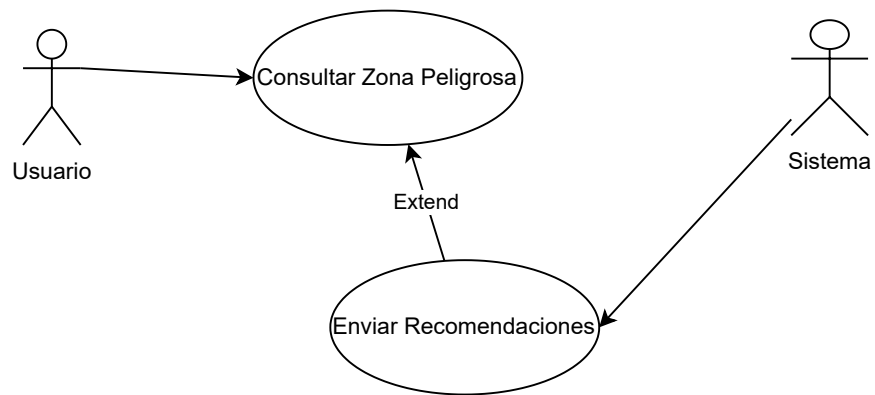 Consultar Zona Peligrosa
Usuario
Sistema
Extend
Enviar Recomendaciones